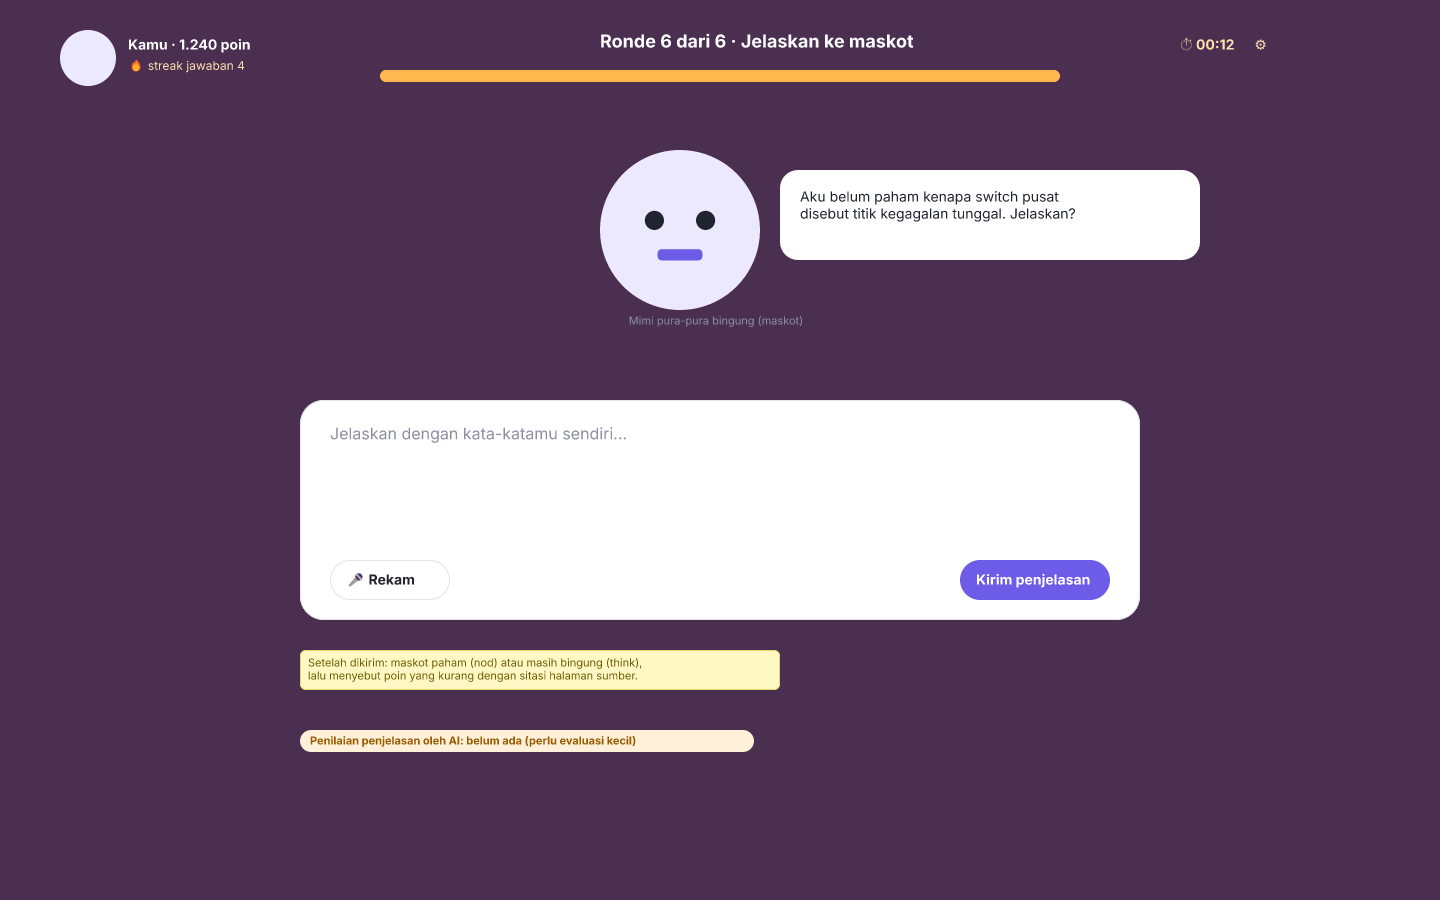 Kamu · 1.240 poin
🔥 streak jawaban 4
Ronde 6 dari 6 · Jelaskan ke maskot
⏱ 00:12 ⚙
Aku belum paham kenapa switch pusat
disebut titik kegagalan tunggal. Jelaskan?
Mimi pura-pura bingung (maskot)
Jelaskan dengan kata-katamu sendiri...
🎤 Rekam
Kirim penjelasan
Setelah dikirim: maskot paham (nod) atau masih bingung (think),
lalu menyebut poin yang kurang dengan sitasi halaman sumber.
Penilaian penjelasan oleh AI: belum ada (perlu evaluasi kecil)